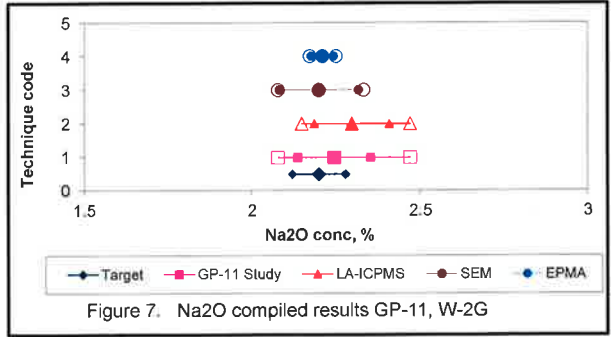 5
4
3
2
1
0
Technique code
1.5 2 2.5 3
Na2O conc, %
Target GP-11 Study LA-ICPMS SEM EPMA
Figure 7. Na2O compiled results GP-11, W-2G